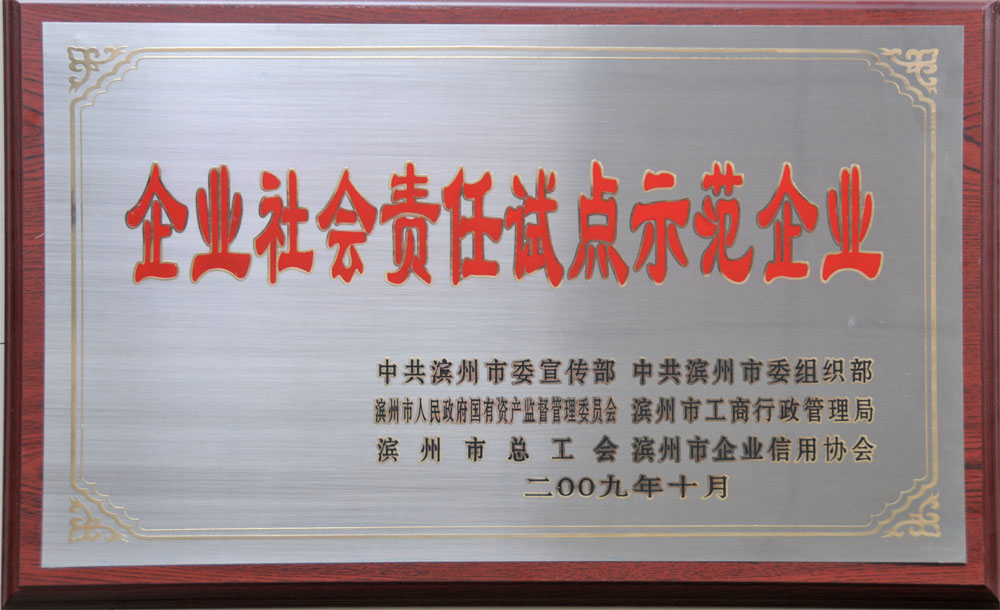 企业社会责任试点示范企业
中共滨州市委宣传部 中共滨州市委组织部
滨州市人民政府国有资产监督管理委员会 滨州市工商行政管理局
滨州市总工会 滨州市企业信用协会
二00九年十月